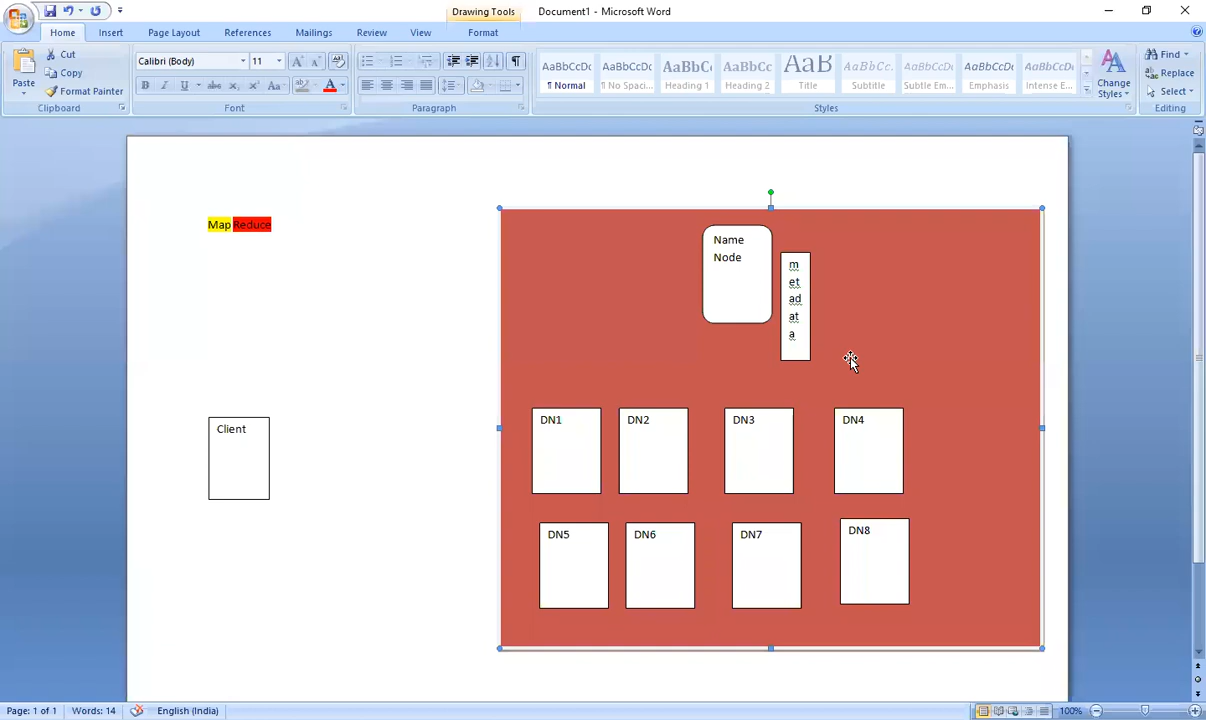 Drawing Tools
Document1 - Microsoft Word
Home Insert Page Layout References Mailings Review View Format
Cut
Copy
Format Painter
Paste
Clipboard
Calibri (Body) 11
Font
Paragraph
AaBbCcDc AaBbCcDc AaBbCc AaBbCc AaB AaBbCc AaBbCcDc AaBbCcDc AaBbCcDc
¶ Normal ¶ No Spaci... Heading 1 Heading 2 Title Subtitle Subtle Em... Emphasis Intense E...
Styles
Change
Styles
Find
Replace
Select
Editing
Map Reduce
Name
Node
m
et
ad
at
a
Client
DN1 DN2 DN3 DN4
DN5 DN6 DN7 DN8
Page: 1 of 1 Words: 14 English (India) 100%